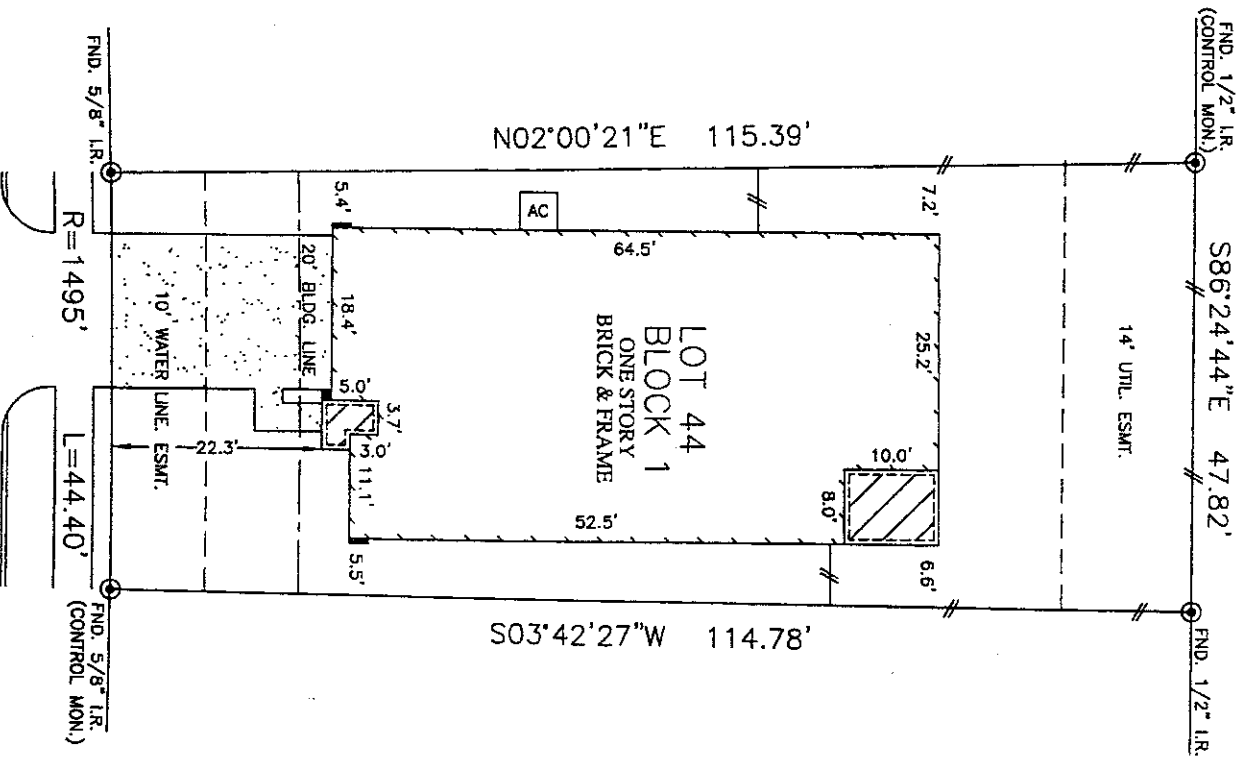 FND. 1/2" I.R.
(CONTROL MON.)
S86°24'44"E 47.82'
FND. 1/2" I.R.
14' UTIL. ESMT.
N02°00'21"E 115.39'
7.2'
25.2'
10.0'
8.0'
6.6'
AC
64.5'
LOT 44
BLOCK 1
ONE STORY
BRICK & FRAME
52.5'
S03°42'27"W 114.78'
5.4'
18.4'
5.0'
3.7'
3.0'
11.1'
5.5'
20' BLDG. LINE
22.3'
10' WATER LINE. ESMT.
FND. 5/8" I.R.
R=1495'
L=44.40'
FND. 5/8" I.R.
(CONTROL MON.)